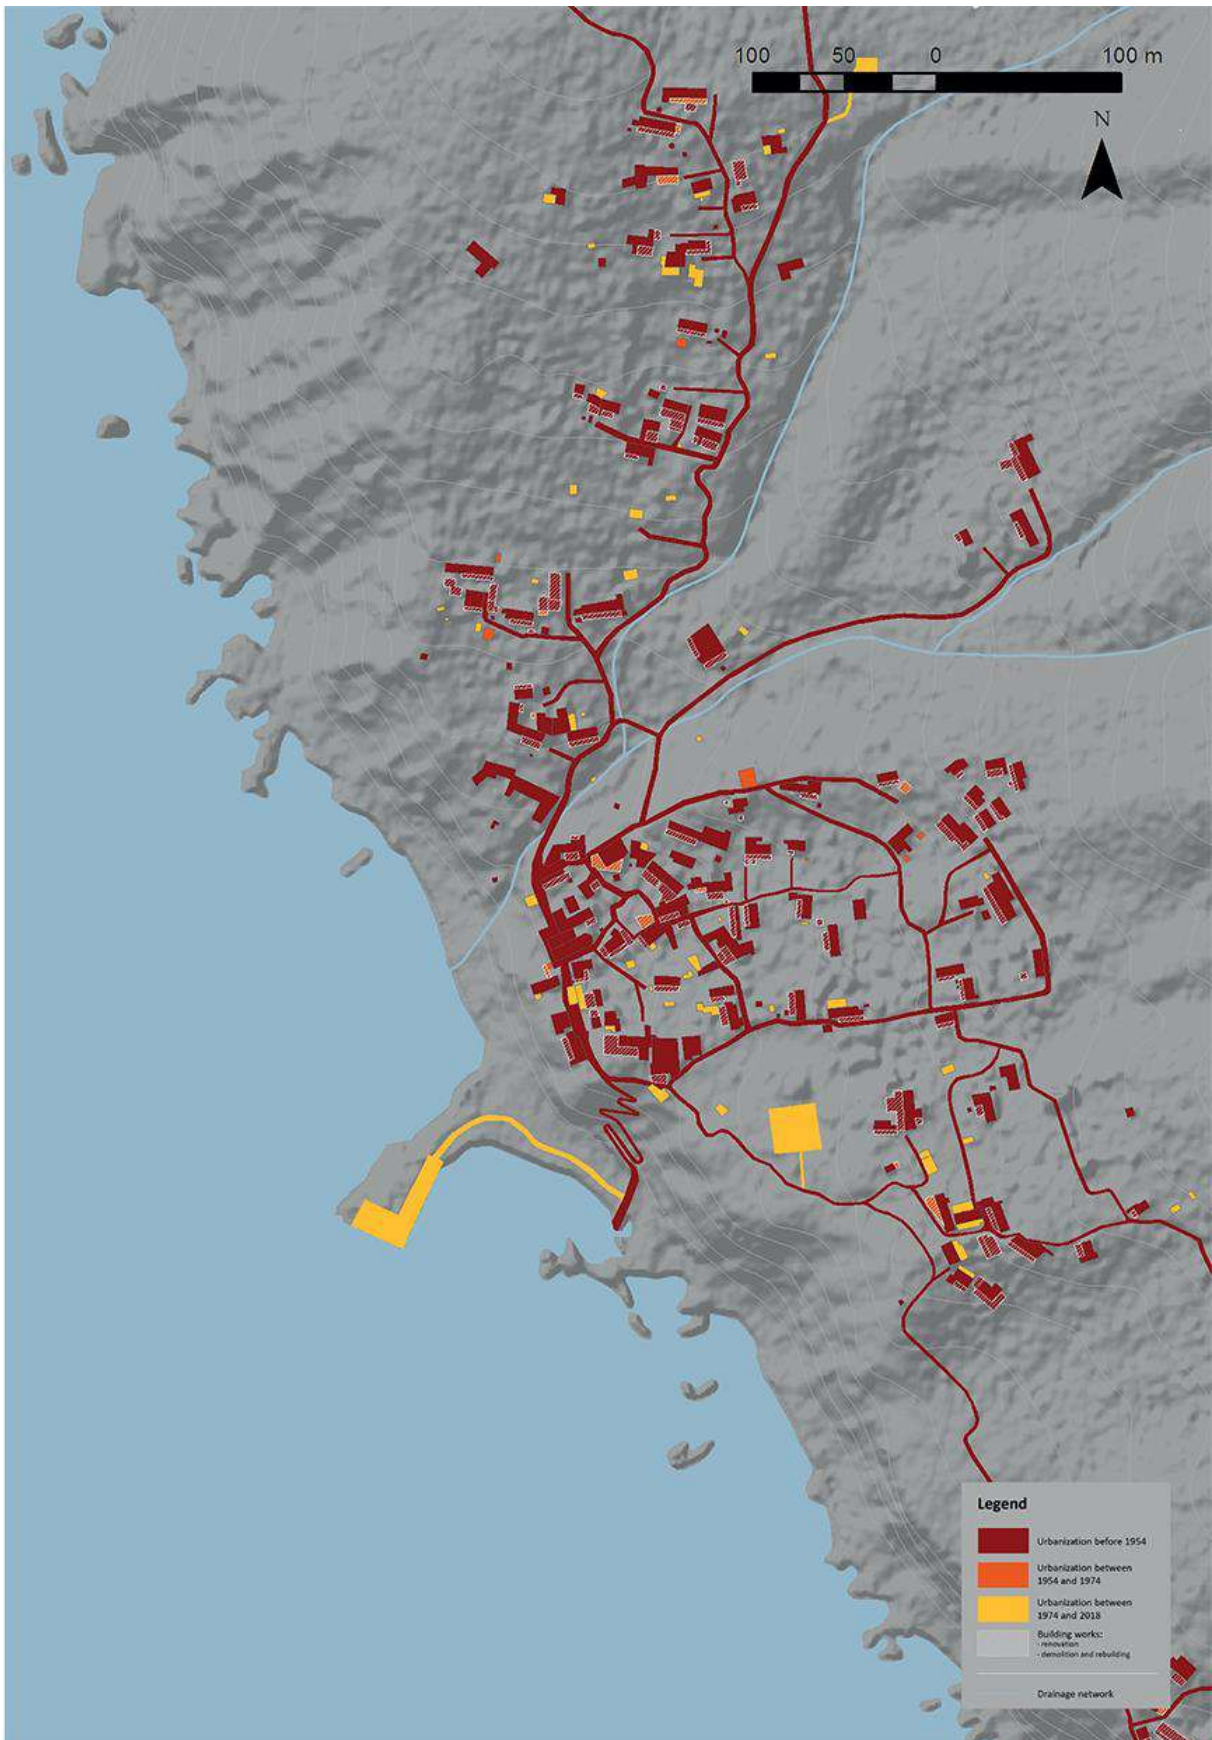 100 50 0 100 m
N
Legend
Urbanization before 1954
Urbanization between
1954 and 1974
Urbanization between
1974 and 2018
Building works:
- renovation
- demolition and rebuilding
Drainage network